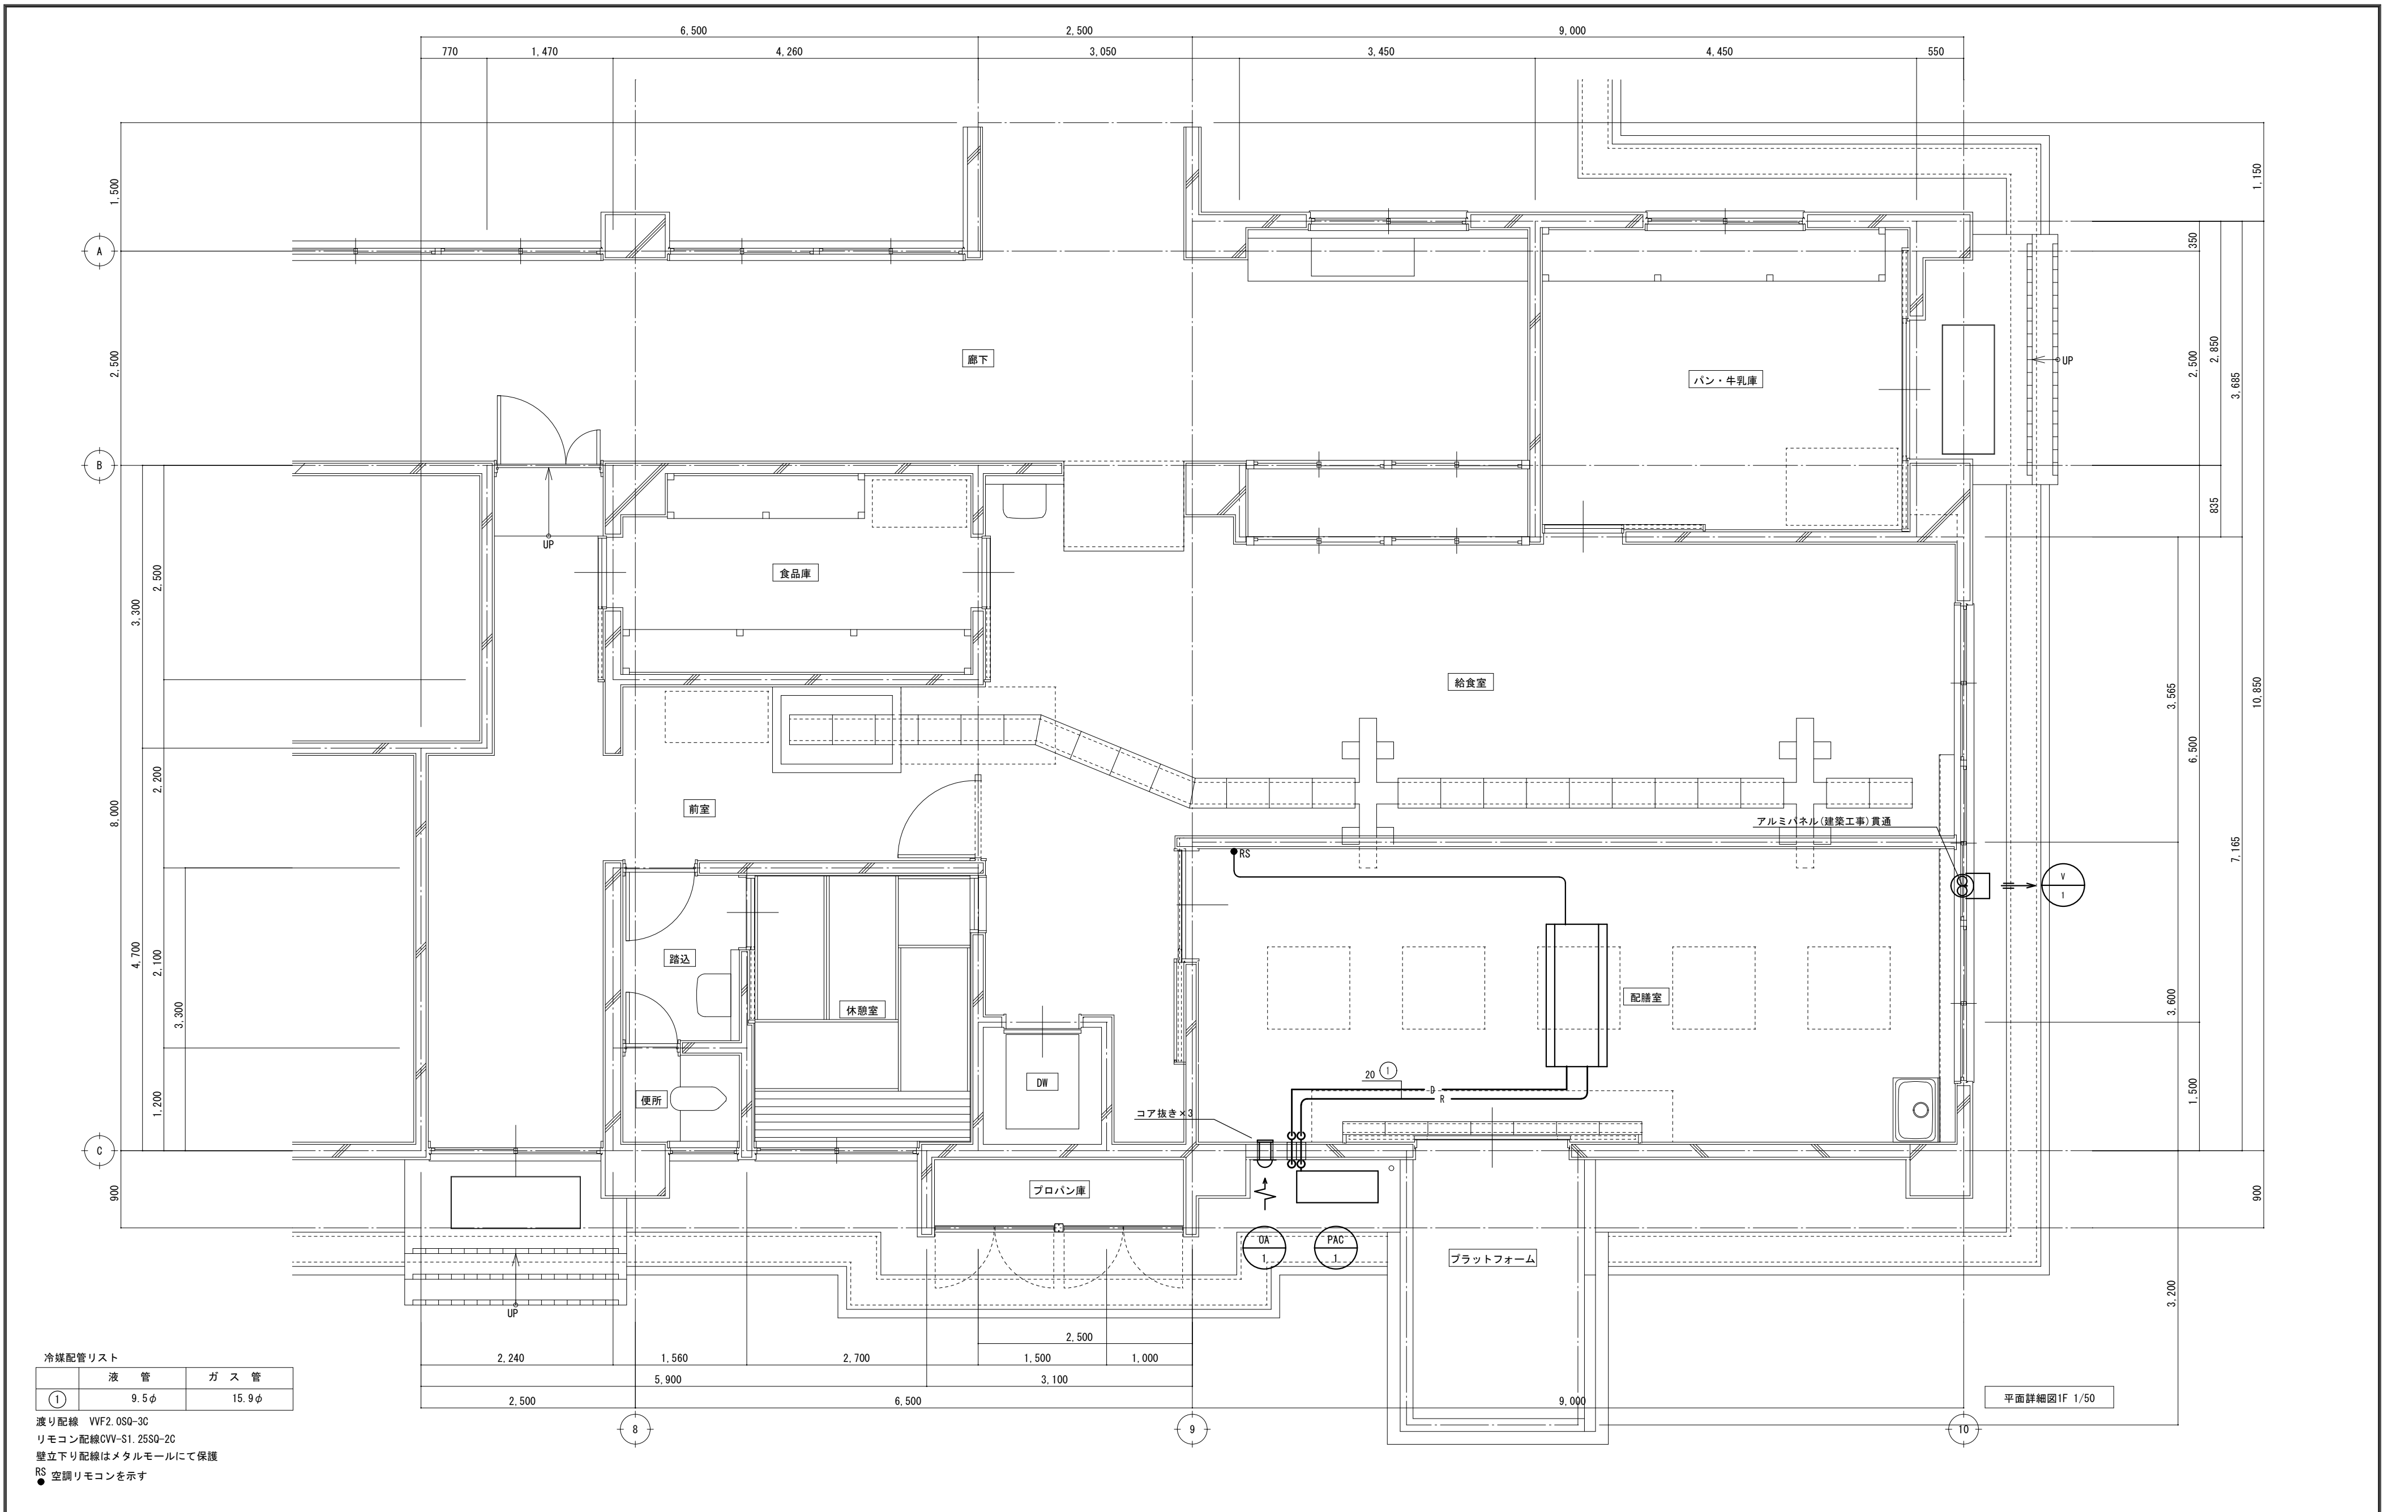 6,500 2,500 9,000
770 1,470 4,260 3,050 3,450 4,450 550
1,500
1,150
A
350
2,500
廊下
パン・牛乳庫
UP
2,500
2,850
3,685
B
835
UP
食品庫
2,500
3,300
給食室
3,565
10,850
6,500
2,200
8,000
前室
アルミパネル(建築工事)貫通
RS
7,165
V
1
4,700
2,100
踏込
休憩室
配膳室
3,300
3,600
DW
20 1
D
R
便所
コア抜き×3
1,200
1,500
C
900
プロパン庫
900
OA
1
PAC
1
プラットフォーム
UP
3,200
2,500
2,240 1,560 2,700 1,500 1,000
5,900 3,100
2,500 6,500 9,000
8 9 10
平面詳細図1F 1/50
冷媒配管リスト
液 管 ガ ス 管
1 9.5φ 15.9φ
渡り配線 VVF2.0SQ-3C
リモコン配線CVV-S1.25SQ-2C
壁立下り配線はメタルモールにて保護
RS 空調リモコンを示す